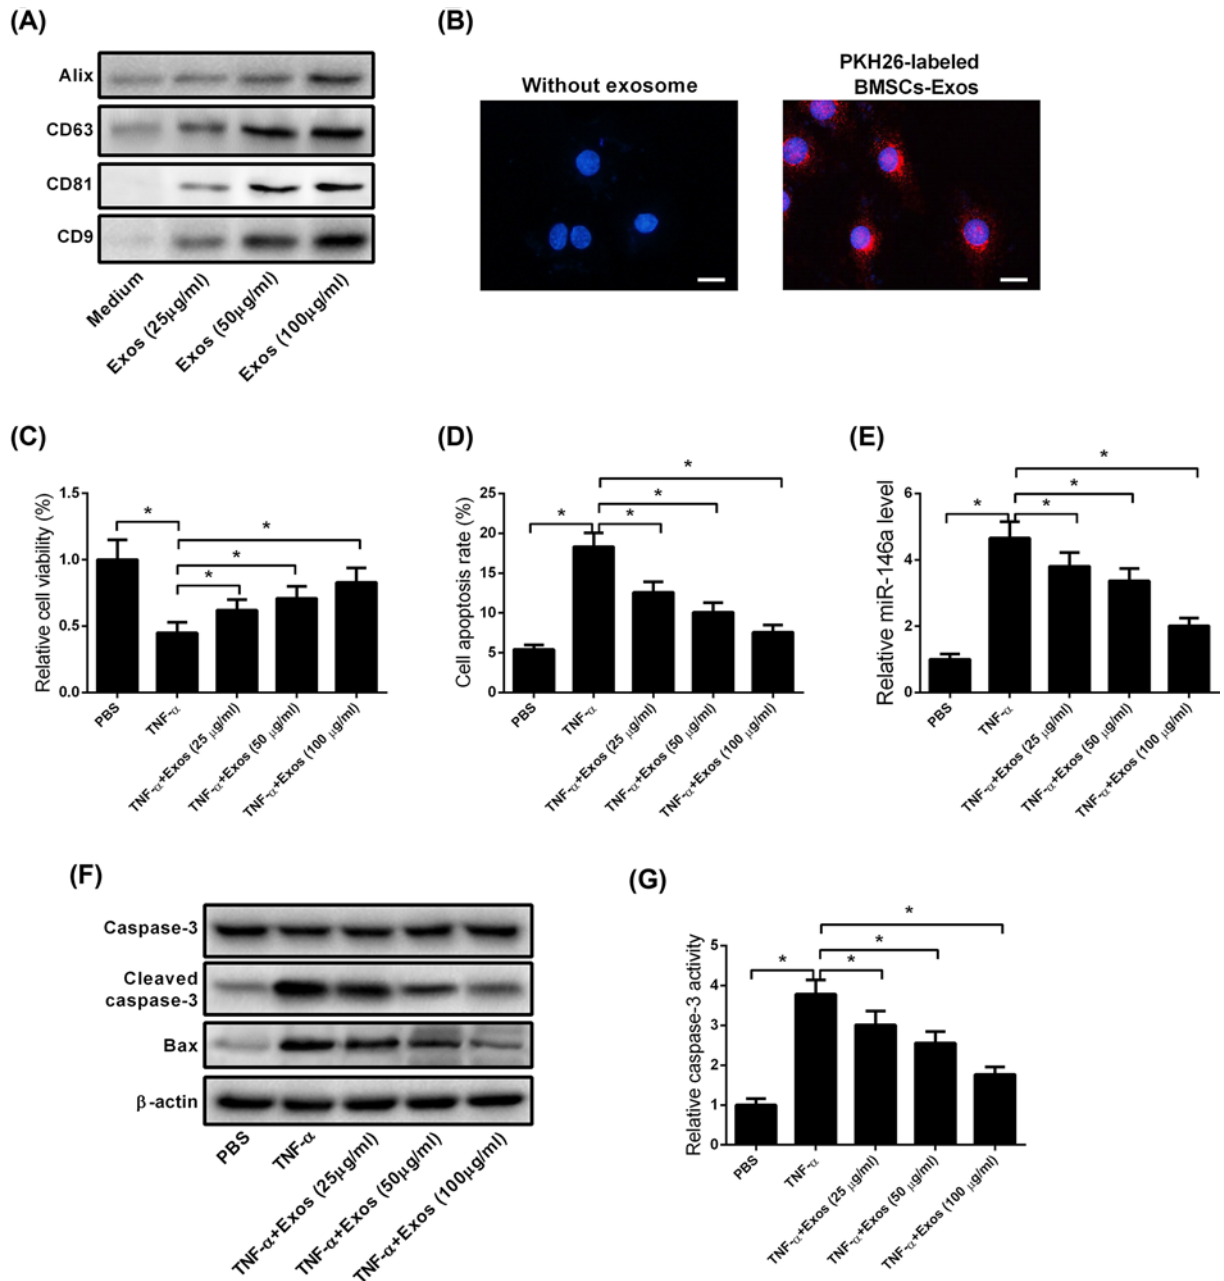 (A)
Alix
CD63
CD81
CD9
Medium
Exos (25μg/ml)
Exos (50μg/ml)
Exos (100μg/ml)
(B)
Without exosome
PKH26-labeled
BMSCs-Exos
(C)
Relative cell viability (%)
1.5
1.0
0.5
0.0
*
*
*
*
PBS
TNF-α
TNF-α+Exos (25 μg/ml)
TNF-α+Exos (50 μg/ml)
TNF-α+Exos (100 μg/ml)
(D)
Cell apoptosis rate (%)
25
20
15
10
5
0
*
*
*
*
PBS
TNF-α
TNF-α+Exos (25 μg/ml)
TNF-α+Exos (50 μg/ml)
TNF-α+Exos (100 μg/ml)
(E)
Relative miR-146a level
6
4
2
0
*
*
*
*
PBS
TNF-α
TNF-α+Exos (25 μg/ml)
TNF-α+Exos (50 μg/ml)
TNF-α+Exos (100 μg/ml)
(F)
Caspase-3
Cleaved
caspase-3
Bax
β-actin
PBS
TNF-α
TNF-α+Exos (25μg/ml)
TNF-α+Exos (50μg/ml)
TNF-α+Exos (100μg/ml)
(G)
Relative caspase-3 activity
5
4
3
2
1
0
*
*
*
*
PBS
TNF-α
TNF-α+Exos (25 μg/ml)
TNF-α+Exos (50 μg/ml)
TNF-α+Exos (100 μg/ml)